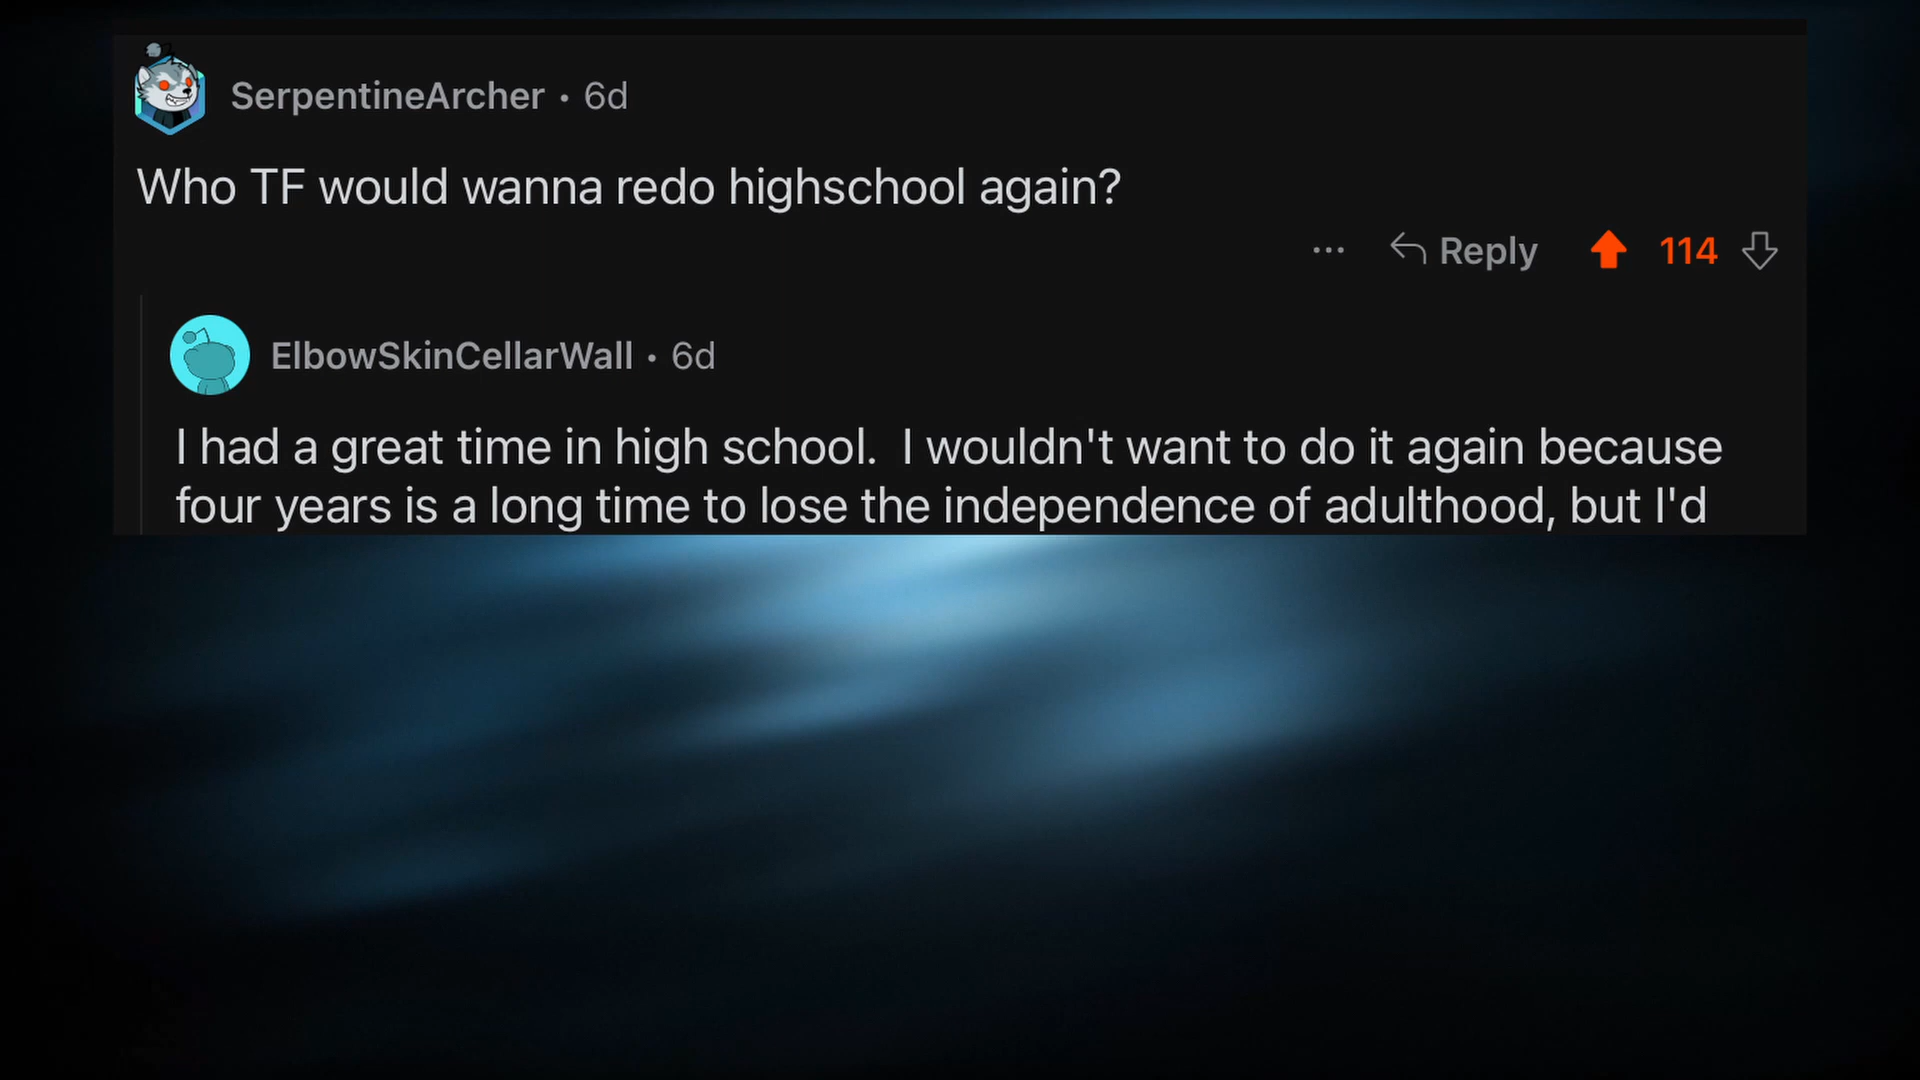 SerpentineArcher • 6d
Who TF would wanna redo highschool again?
... Reply 114
ElbowSkinCellarWall • 6d
I had a great time in high school.  I wouldn't want to do it again because
four years is a long time to lose the independence of adulthood, but I'd